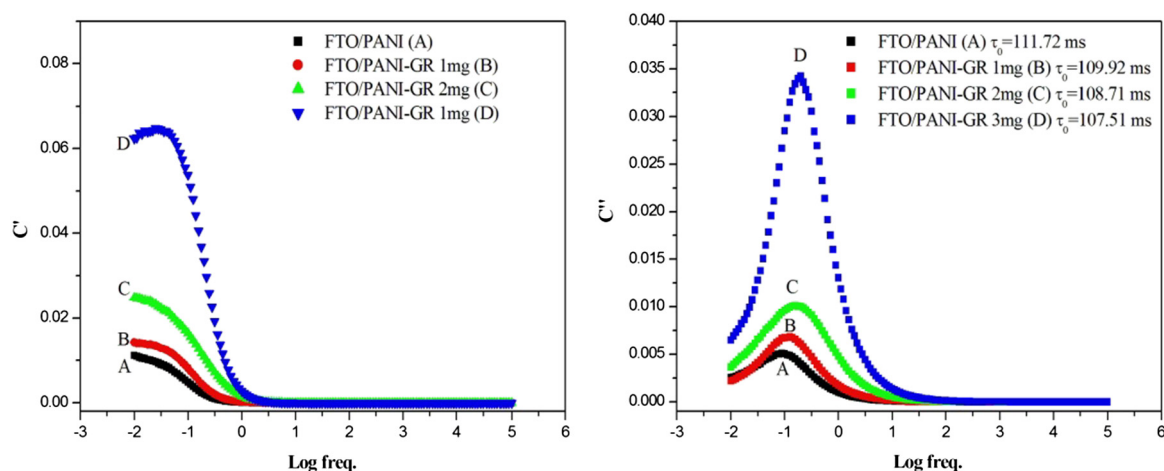 0.08
0.06
0.04
0.02
0.00
-3 -2 -1 0 1 2 3 4 5 6
C'
Log freq.
FTO/PANI (A)
FTO/PANI-GR 1mg (B)
FTO/PANI-GR 2mg (C)
FTO/PANI-GR 1mg (D)
D
C
B
A
0.040
0.035
0.030
0.025
0.020
0.015
0.010
0.005
0.000
-3 -2 -1 0 1 2 3 4 5 6
C''
Log freq.
FTO/PANI (A) τ₀=111.72 ms
FTO/PANI-GR 1mg (B) τ₀=109.92 ms
FTO/PANI-GR 2mg (C) τ₀=108.71 ms
FTO/PANI-GR 3mg (D) τ₀=107.51 ms
D
C
B
A